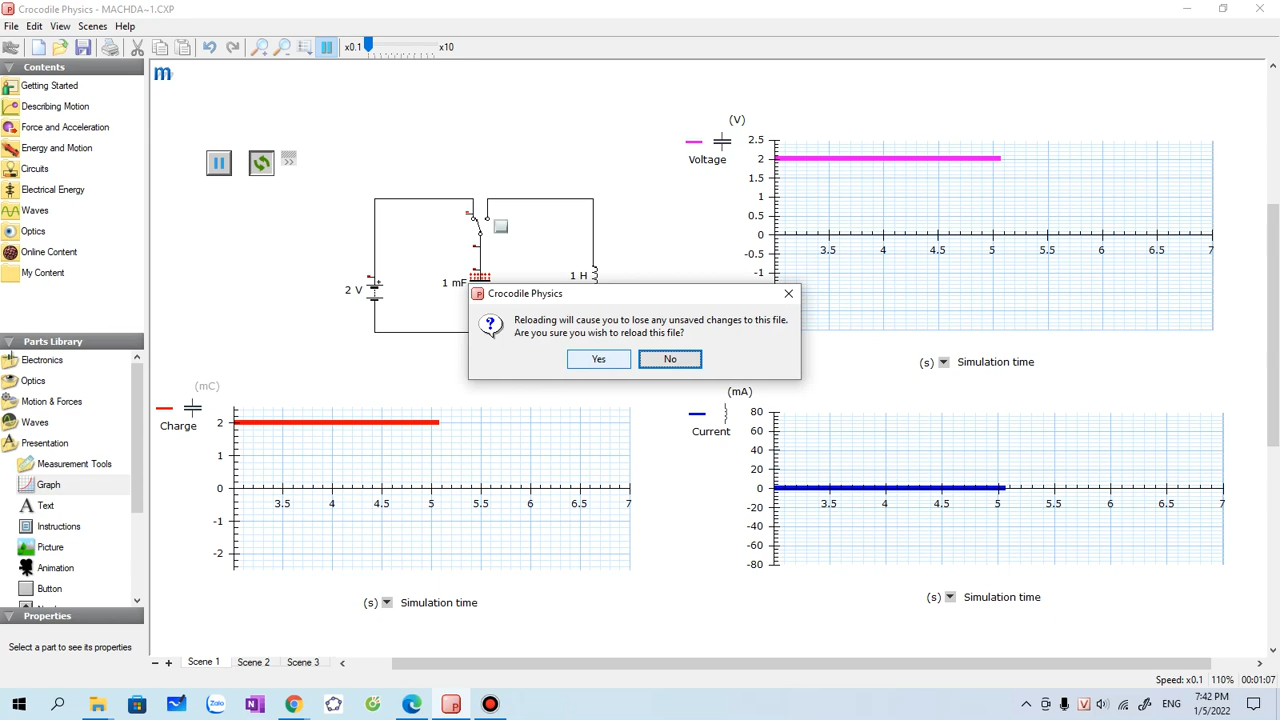 Crocodile Physics - MACHDA~1.CXP
File Edit View Scenes Help
x0.1 x10
Contents
Getting Started
Describing Motion
Force and Acceleration
Energy and Motion
Circuits
Electrical Energy
Waves
Optics
Online Content
My Content
Parts Library
Electronics
Optics
Motion & Forces
Waves
Presentation
Measurement Tools
Graph
Text
Instructions
Picture
Animation
Button
Properties
Select a part to see its properties
m
2 V
1 mF
1 H
(V)
Voltage
2.5
2
1.5
1
0.5
0
-0.5
-1
3.5 4 4.5 5 5.5 6 6.5 7
(s) Simulation time
Crocodile Physics
Reloading will cause you to lose any unsaved changes to this file.
Are you sure you wish to reload this file?
Yes No
(mC)
Charge
2
1
0
-1
-2
3.5 4 4.5 5 5.5 6 6.5 7
(s) Simulation time
(mA)
Current
80
60
40
20
0
-20
-40
-60
-80
3.5 4 4.5 5 5.5 6 6.5 7
(s) Simulation time
Scene 1 Scene 2 Scene 3
Speed: x0.1 110% 00:01:07
Zalo
ENG
7:42 PM
1/5/2022